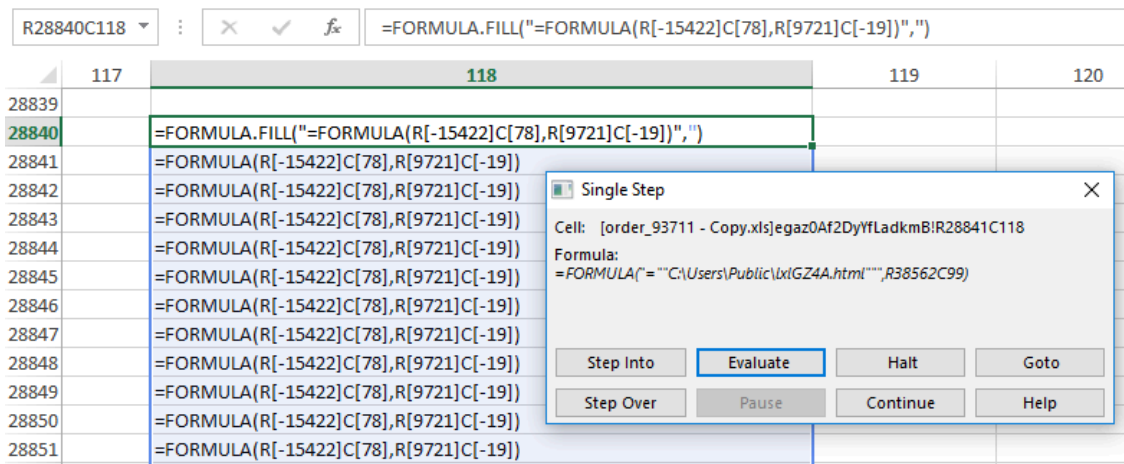 R28840C118 fx =FORMULA.FILL("=FORMULA(R[-15422]C[78],R[9721]C[-19])",")
117 118 119 120
28839
28840 =FORMULA.FILL("=FORMULA(R[-15422]C[78],R[9721]C[-19])",")
28841 =FORMULA(R[-15422]C[78],R[9721]C[-19])
28842 =FORMULA(R[-15422]C[78],R[9721]C[-19])
28843 =FORMULA(R[-15422]C[78],R[9721]C[-19])
28844 =FORMULA(R[-15422]C[78],R[9721]C[-19])
28845 =FORMULA(R[-15422]C[78],R[9721]C[-19])
28846 =FORMULA(R[-15422]C[78],R[9721]C[-19])
28847 =FORMULA(R[-15422]C[78],R[9721]C[-19])
28848 =FORMULA(R[-15422]C[78],R[9721]C[-19])
28849 =FORMULA(R[-15422]C[78],R[9721]C[-19])
28850 =FORMULA(R[-15422]C[78],R[9721]C[-19])
28851 =FORMULA(R[-15422]C[78],R[9721]C[-19])
Single Step
Cell: [order_93711 - Copy.xls]egaz0Af2DyYfLadkmB!R28841C118
Formula:
=FORMULA("=""C:\Users\Public\lxlGZ4A.html""",R38562C99)
Step Into Evaluate Halt Goto
Step Over Pause Continue Help